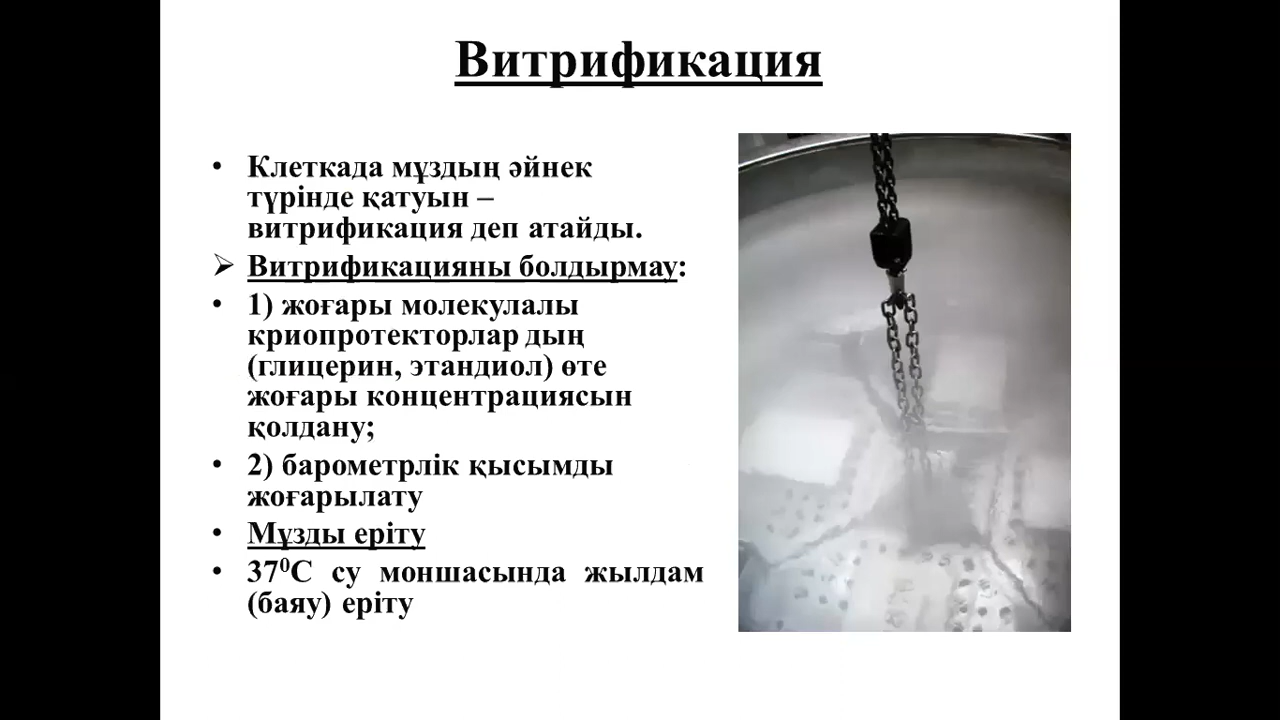 Витрификация
• Клеткада мұздың әйнек
түрінде қатуын –
витрификация деп атайды.
➢ Витрификацияны болдырмау:
• 1) жоғары молекулалы
криопротекторлар дың
(глицерин, этандиол) өте
жоғары концентрациясын
қолдану;
• 2) барометрлік қысымды
жоғарылату
• Мұзды еріту
• 37⁰С су моншасында жылдам
(баяу) еріту